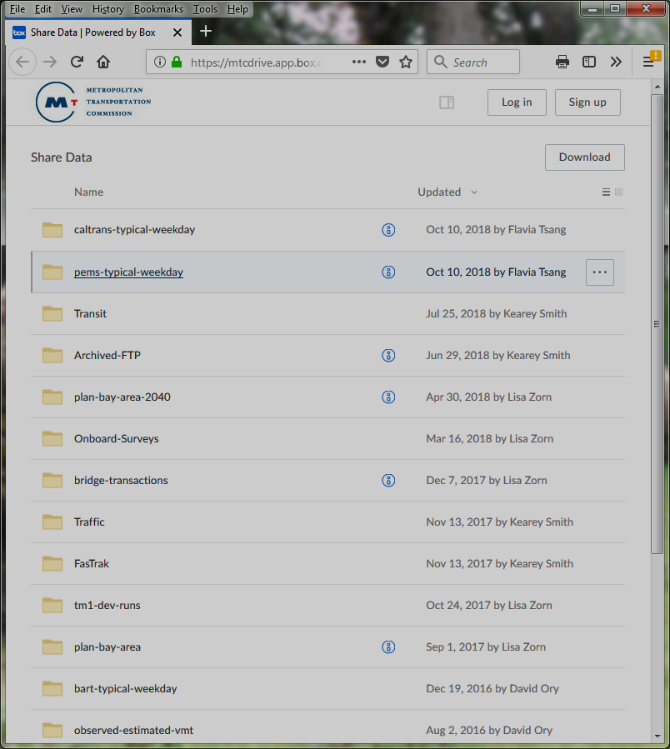 File Edit View History Bookmarks Tools Help
box Share Data | Powered by Box
https://mtcdrive.app.box.c Search
METROPOLITAN
TRANSPORTATION
COMMISSION
MT
Log in Sign up
Share Data Download
Name Updated
caltrans-typical-weekday Oct 10, 2018 by Flavia Tsang
pems-typical-weekday Oct 10, 2018 by Flavia Tsang
Transit Jul 25, 2018 by Kearey Smith
Archived-FTP Jun 29, 2018 by Kearey Smith
plan-bay-area-2040 Apr 30, 2018 by Lisa Zorn
Onboard-Surveys Mar 16, 2018 by Lisa Zorn
bridge-transactions Dec 7, 2017 by Lisa Zorn
Traffic Nov 13, 2017 by Kearey Smith
FasTrak Nov 13, 2017 by Kearey Smith
tm1-dev-runs Oct 24, 2017 by Lisa Zorn
plan-bay-area Sep 1, 2017 by Lisa Zorn
bart-typical-weekday Dec 19, 2016 by David Ory
observed-estimated-vmt Aug 2, 2016 by David Ory